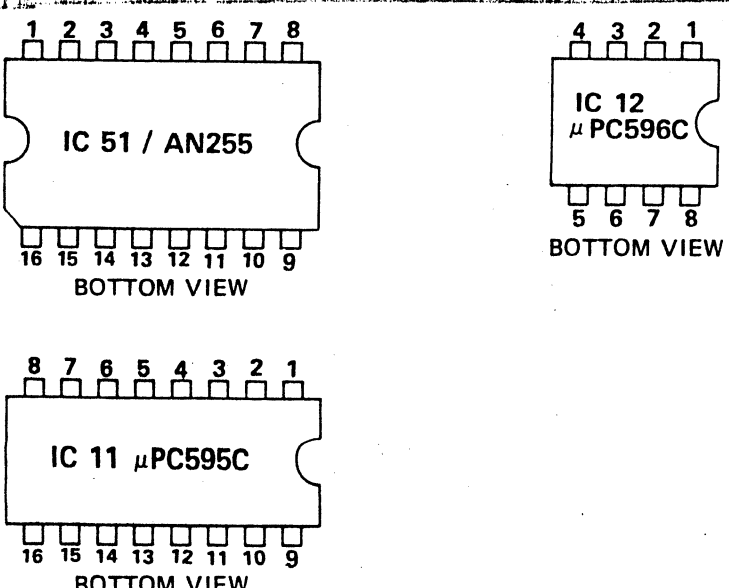 1 2 3 4 5 6 7 8
IC 51 / AN255
16 15 14 13 12 11 10 9
BOTTOM VIEW
4 3 2 1
IC 12
μ PC596C
5 6 7 8
BOTTOM VIEW
8 7 6 5 4 3 2 1
IC 11 μPC595C
16 15 14 13 12 11 10 9
BOTTOM VIEW